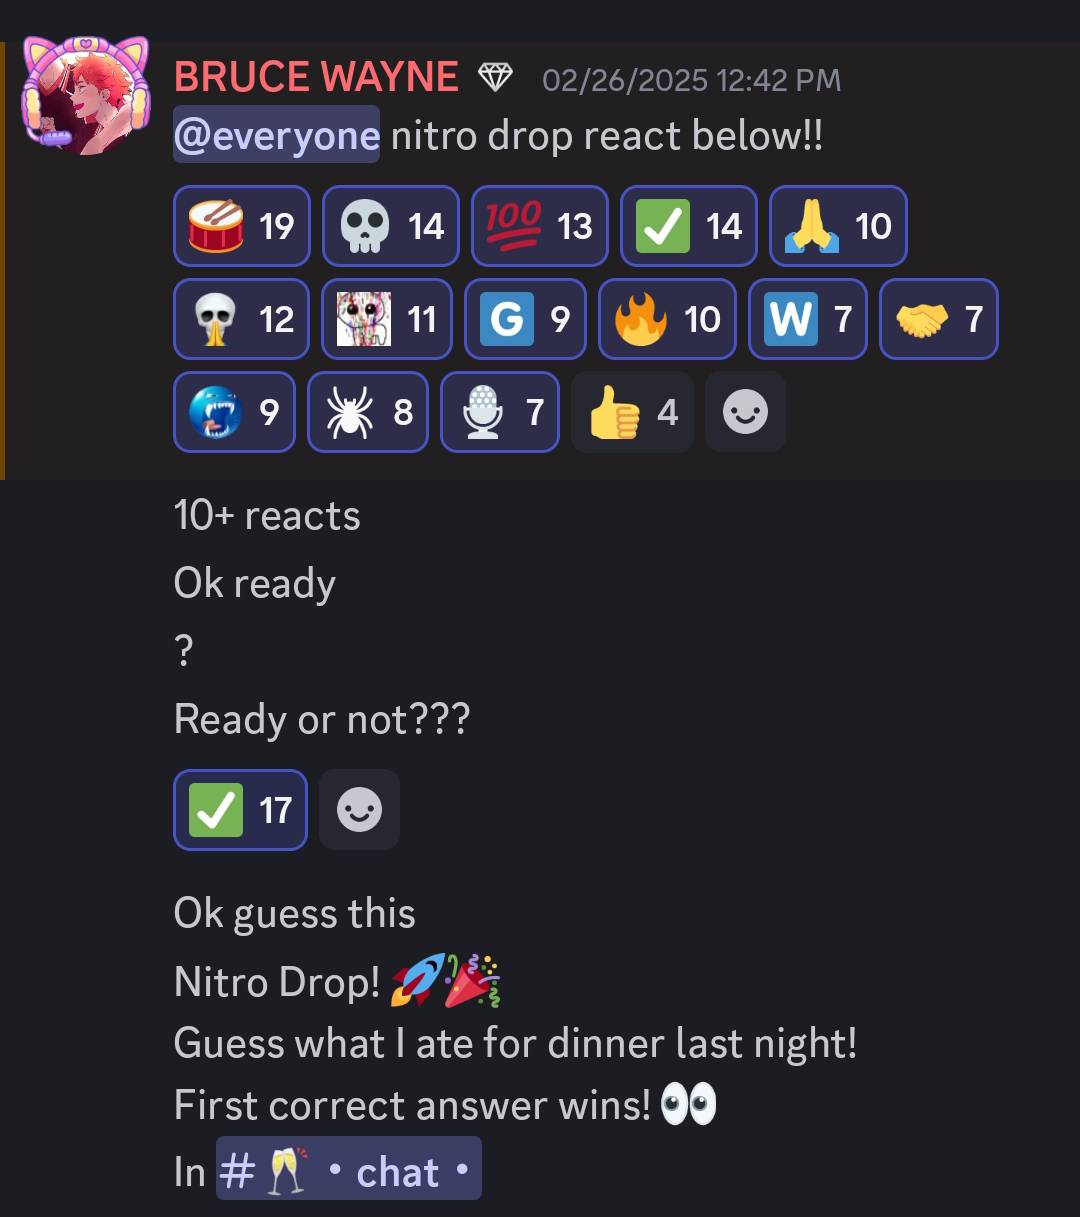 BRUCE WAYNE 02/26/2025 12:42 PM
@everyone nitro drop react below!!
🥁 19 💀 14 💯 13 ✅ 14 🙏 10
12 11 G 9 🔥 10 W 7 🤝 7
9 8 🎙️ 7 👍 4
10+ reacts
Ok ready
?
Ready or not???
✅ 17
Ok guess this
Nitro Drop! 🚀🎉
Guess what I ate for dinner last night!
First correct answer wins! 👀
In # 🥂 • chat •